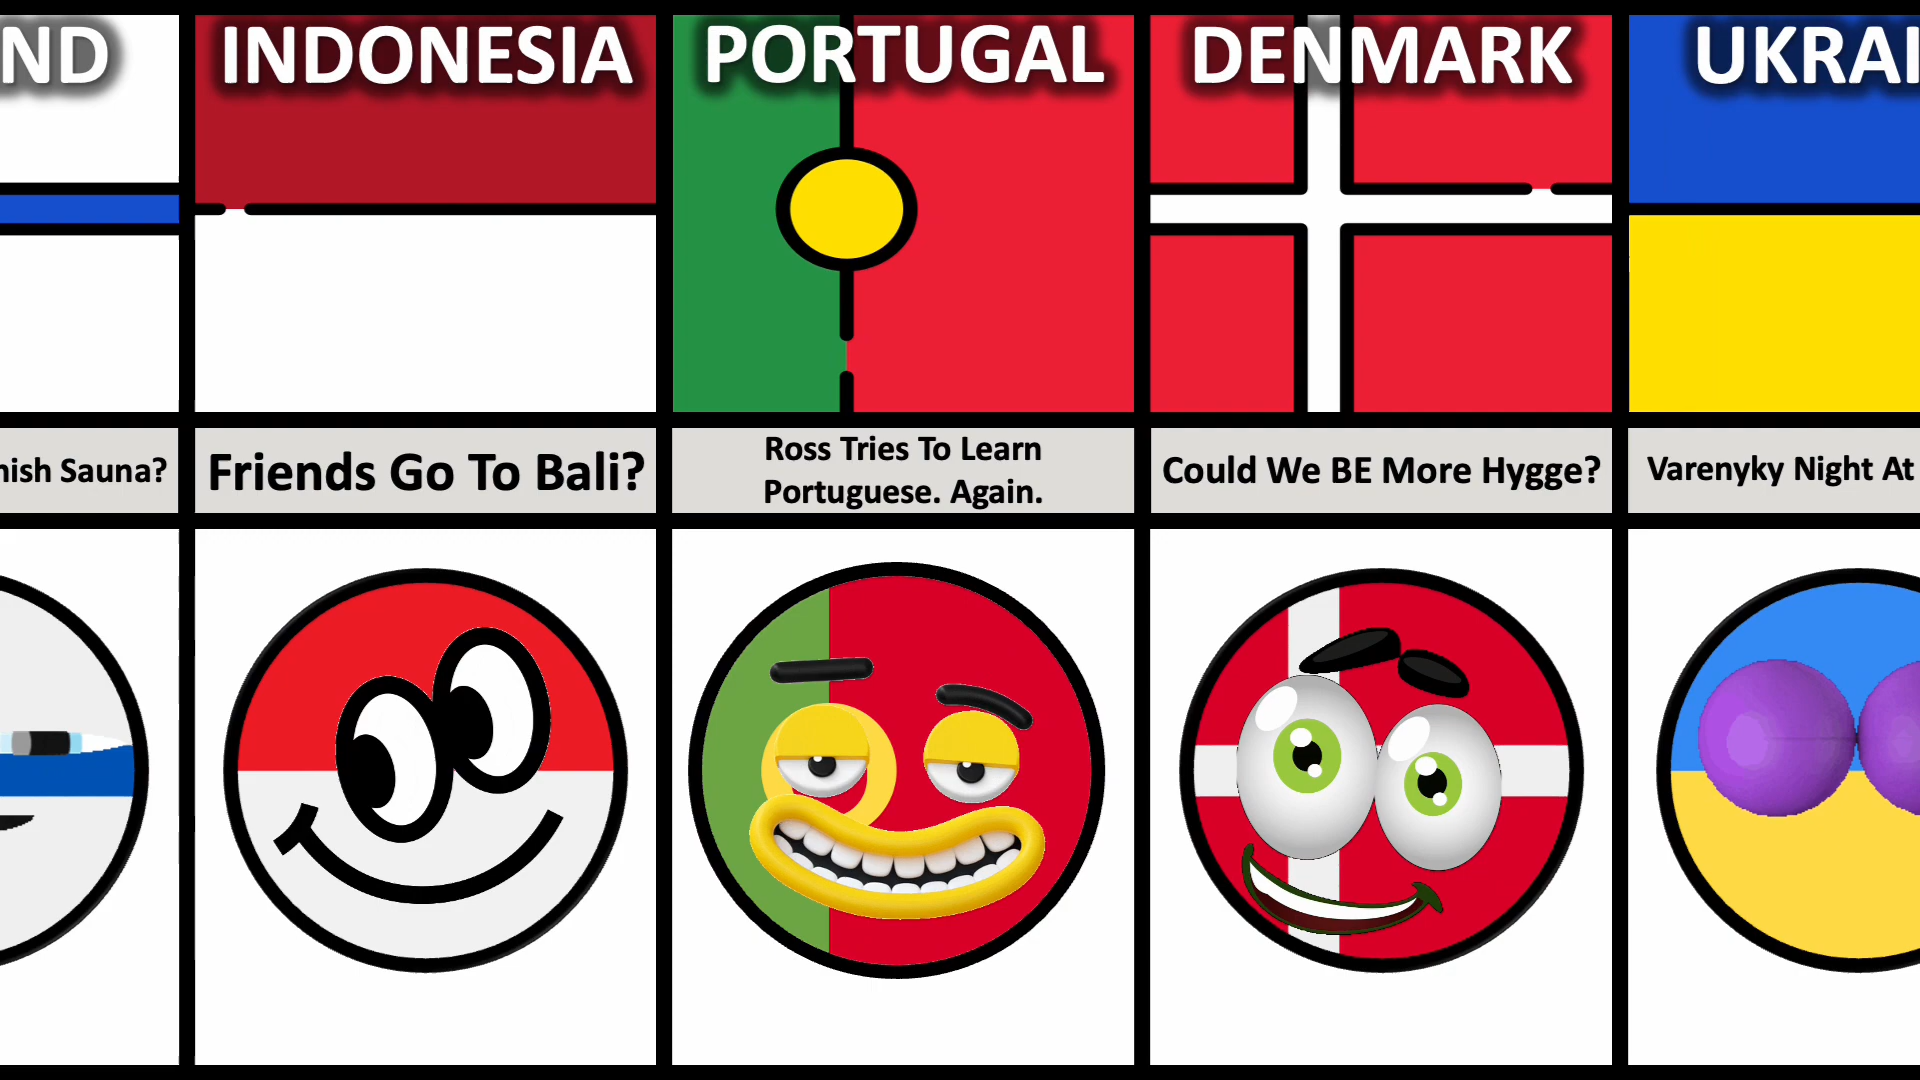 ND
INDONESIA
PORTUGAL
DENMARK
UKRAI
nish Sauna?
Friends Go To Bali?
Ross Tries To Learn
Portuguese. Again.
Could We BE More Hygge?
Varenyky Night At